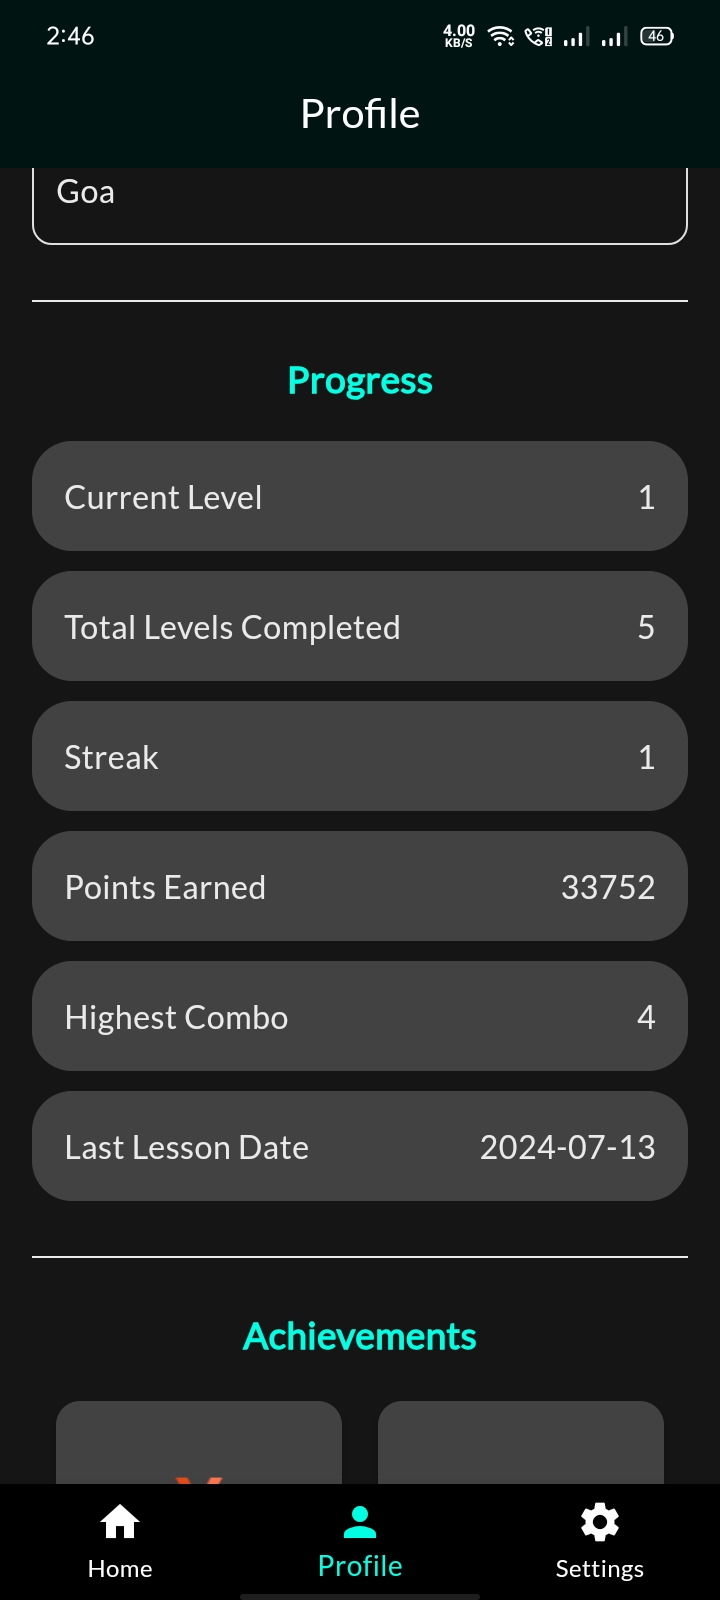 2:46 4.00 KB/S 46
Profile
Goa
Progress
Current Level 1
Total Levels Completed 5
Streak 1
Points Earned 33752
Highest Combo 4
Last Lesson Date 2024-07-13
Achievements
Home Profile Settings